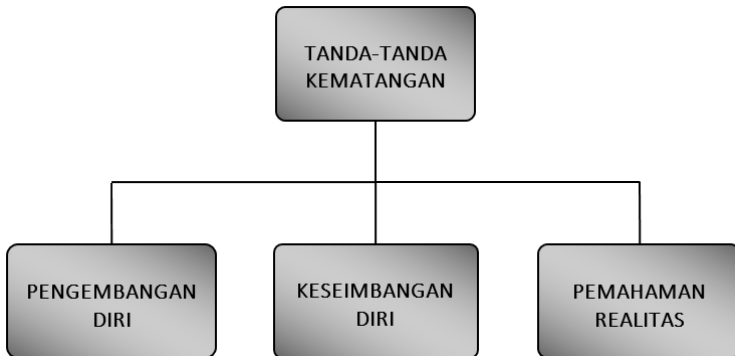 TANDA-TANDA
KEMATANGAN
PENGEMBANGAN
DIRI
KESEIMBANGAN
DIRI
PEMAHAMAN
REALITAS